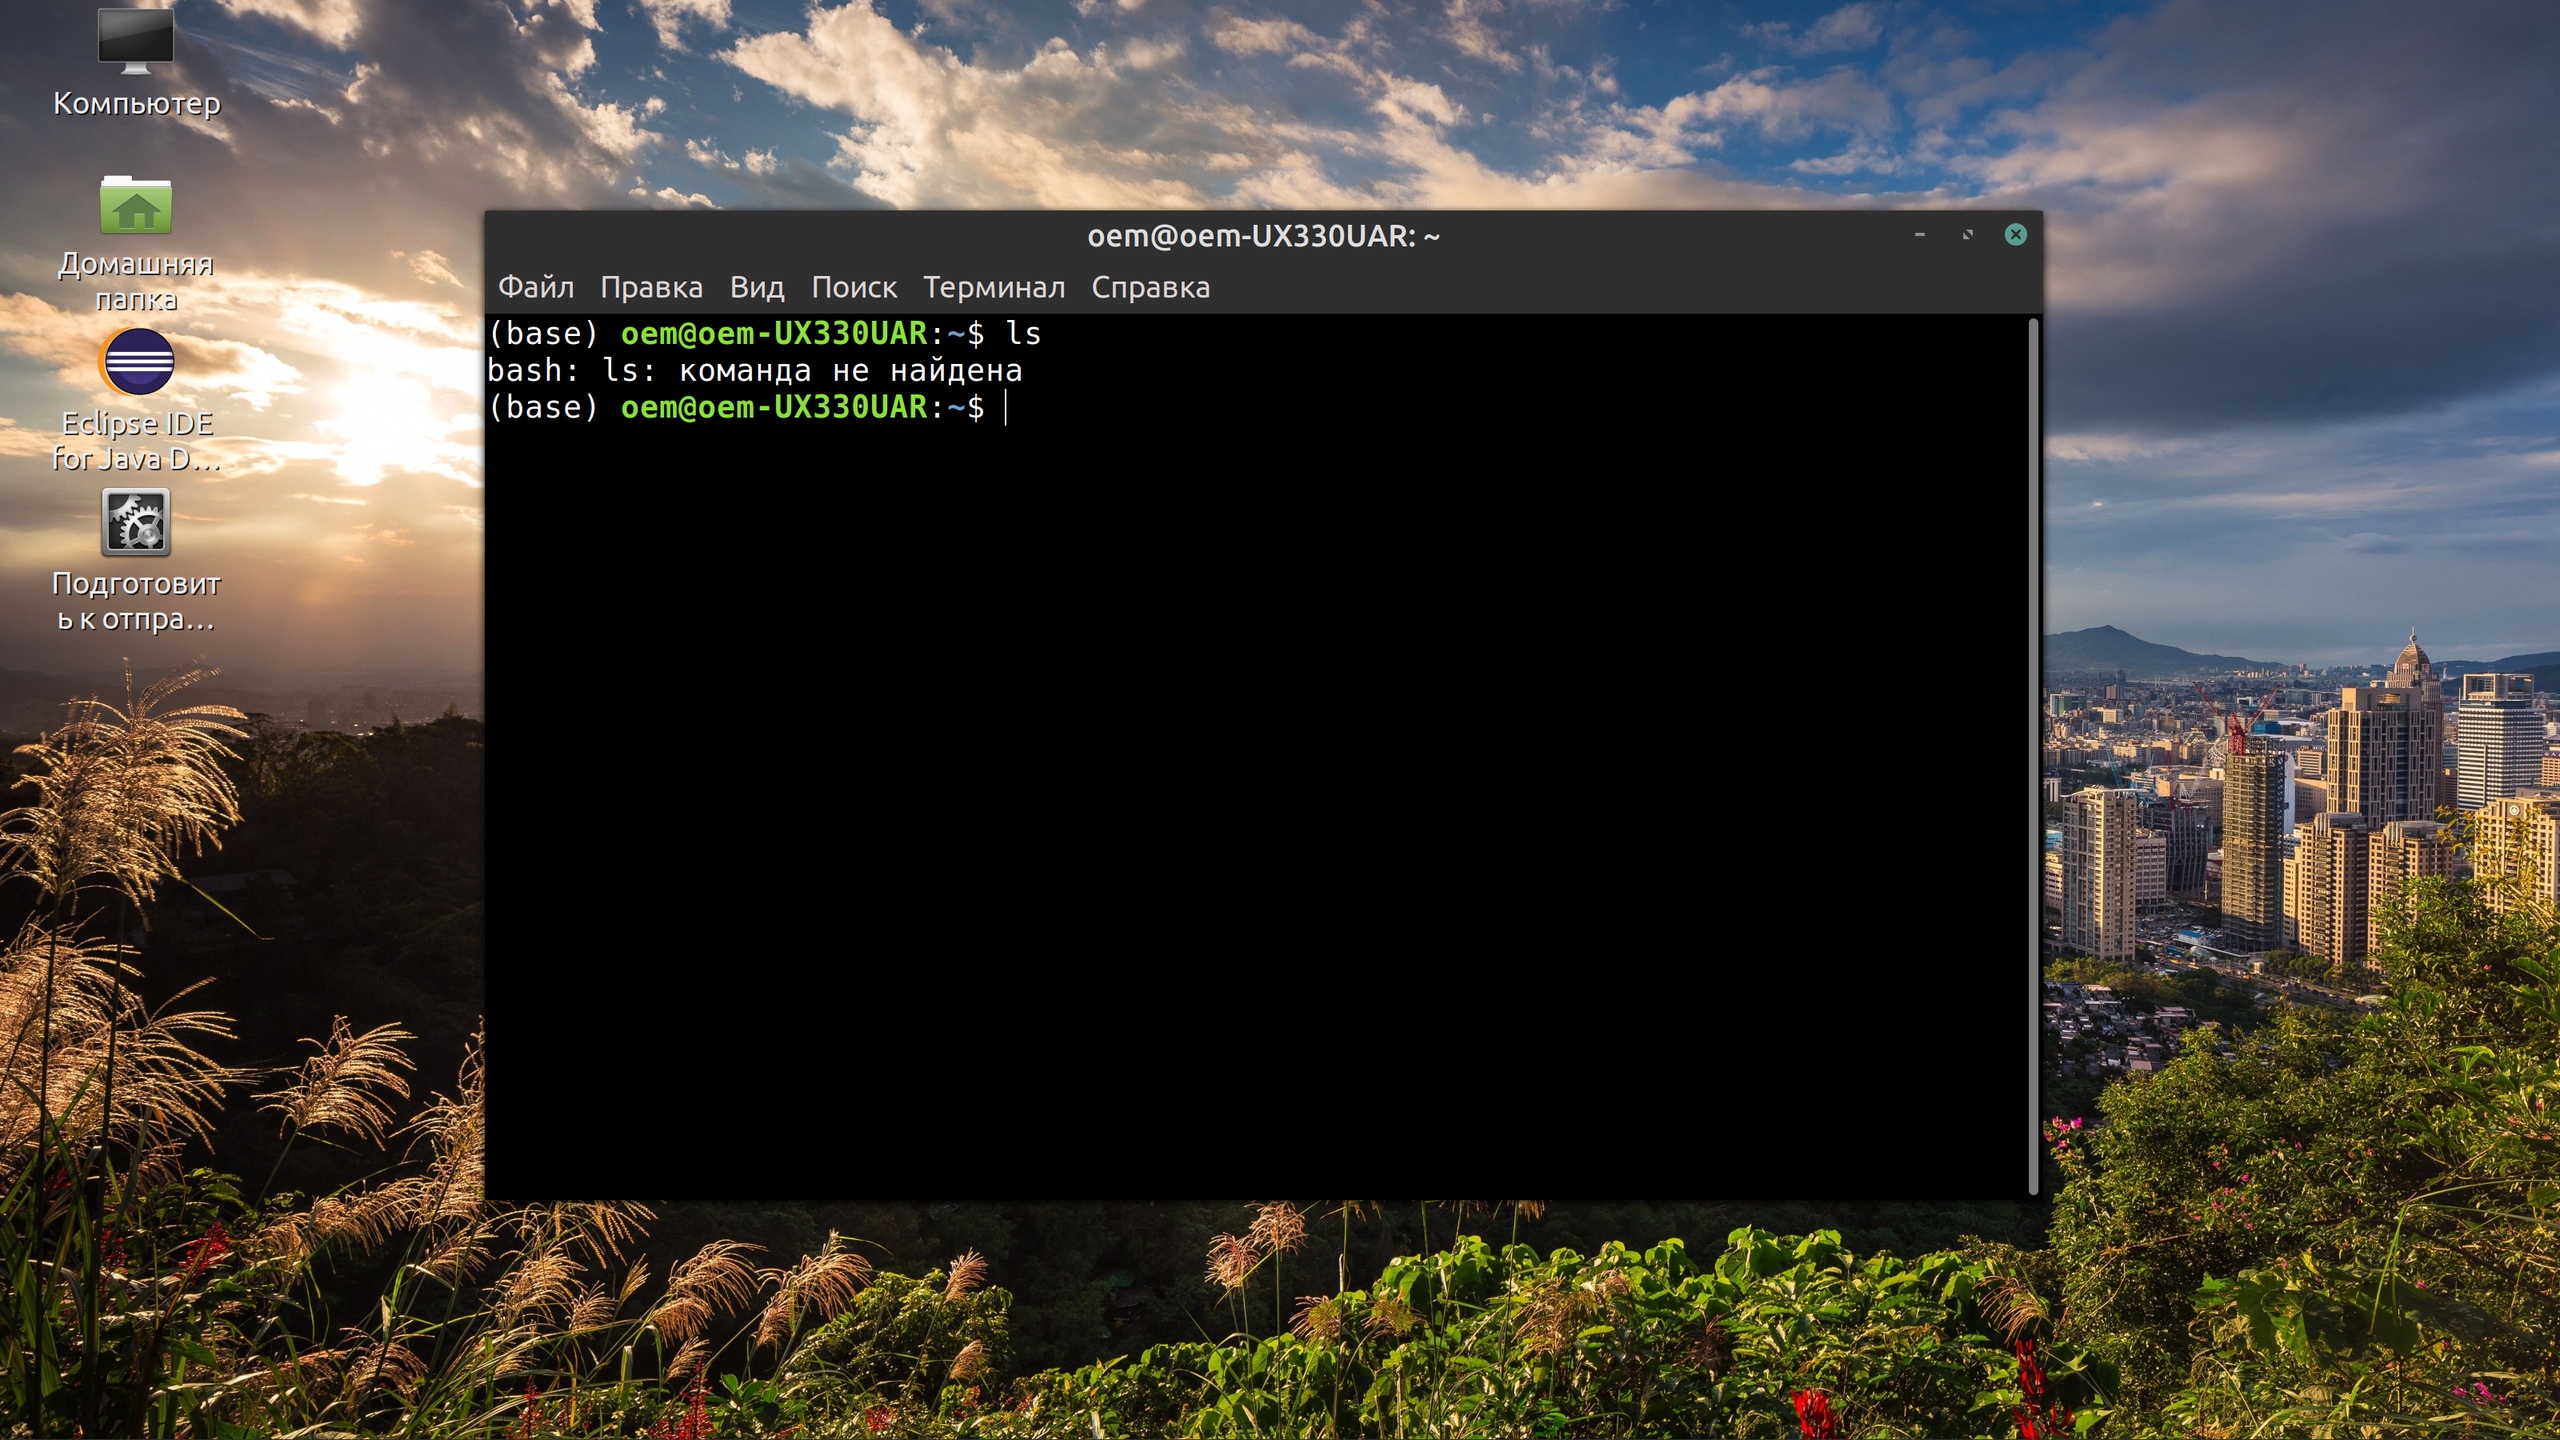 Компьютер
Домашняя
папка
Eclipse IDE
for Java D...
Подготовит
ь к отпра...
oem@oem-UX330UAR: ~
Файл Правка Вид Поиск Терминал Справка
(base) oem@oem-UX330UAR:~$ ls
bash: ls: команда не найдена
(base) oem@oem-UX330UAR:~$